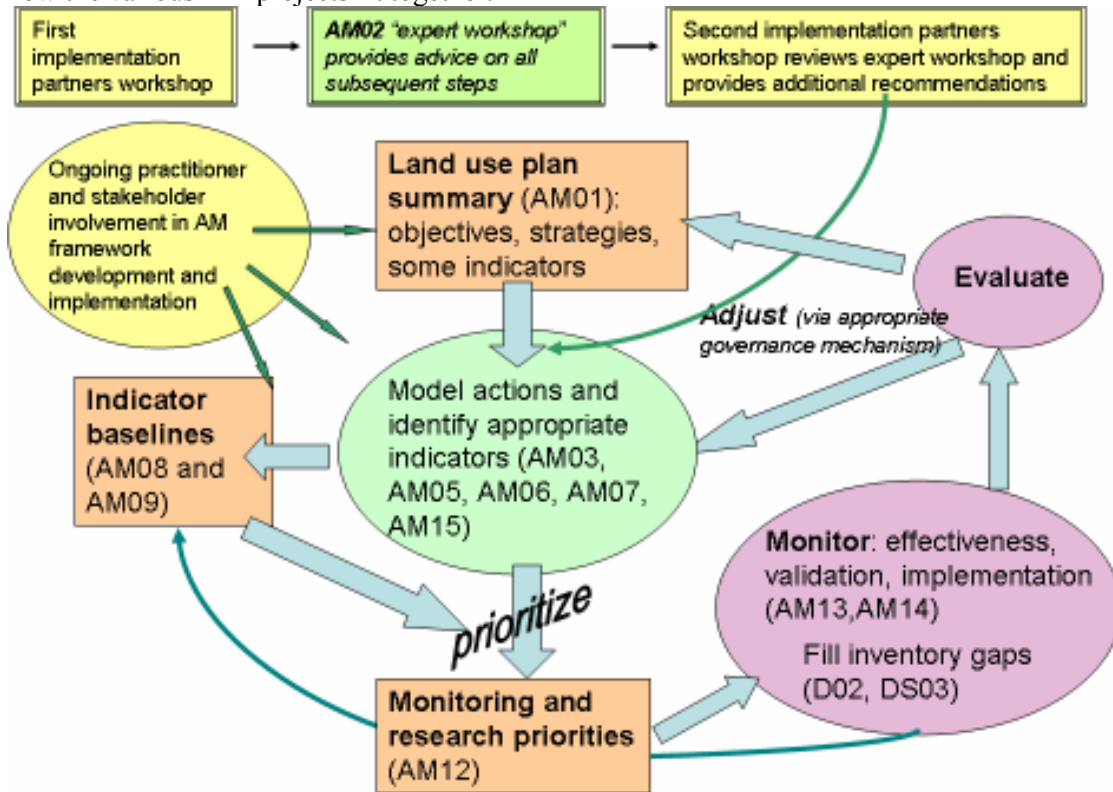 First
implementation
partners workshop
AM02 "expert workshop"
provides advice on all
subsequent steps
Second implementation partners
workshop reviews expert workshop and
provides additional recommendations
Ongoing practitioner
and stakeholder
involvement in AM
framework
development and
implementation
Land use plan
summary (AM01):
objectives, strategies,
some indicators
Evaluate
Adjust (via appropriate
governance mechanism)
Model actions and
identify appropriate
indicators (AM03,
AM05, AM06, AM07,
AM15)
Indicator
baselines
(AM08 and
AM09)
prioritize
Monitor: effectiveness,
validation, implementation
(AM13,AM14)
Fill inventory gaps
(D02, DS03)
Monitoring and
research priorities
(AM12)